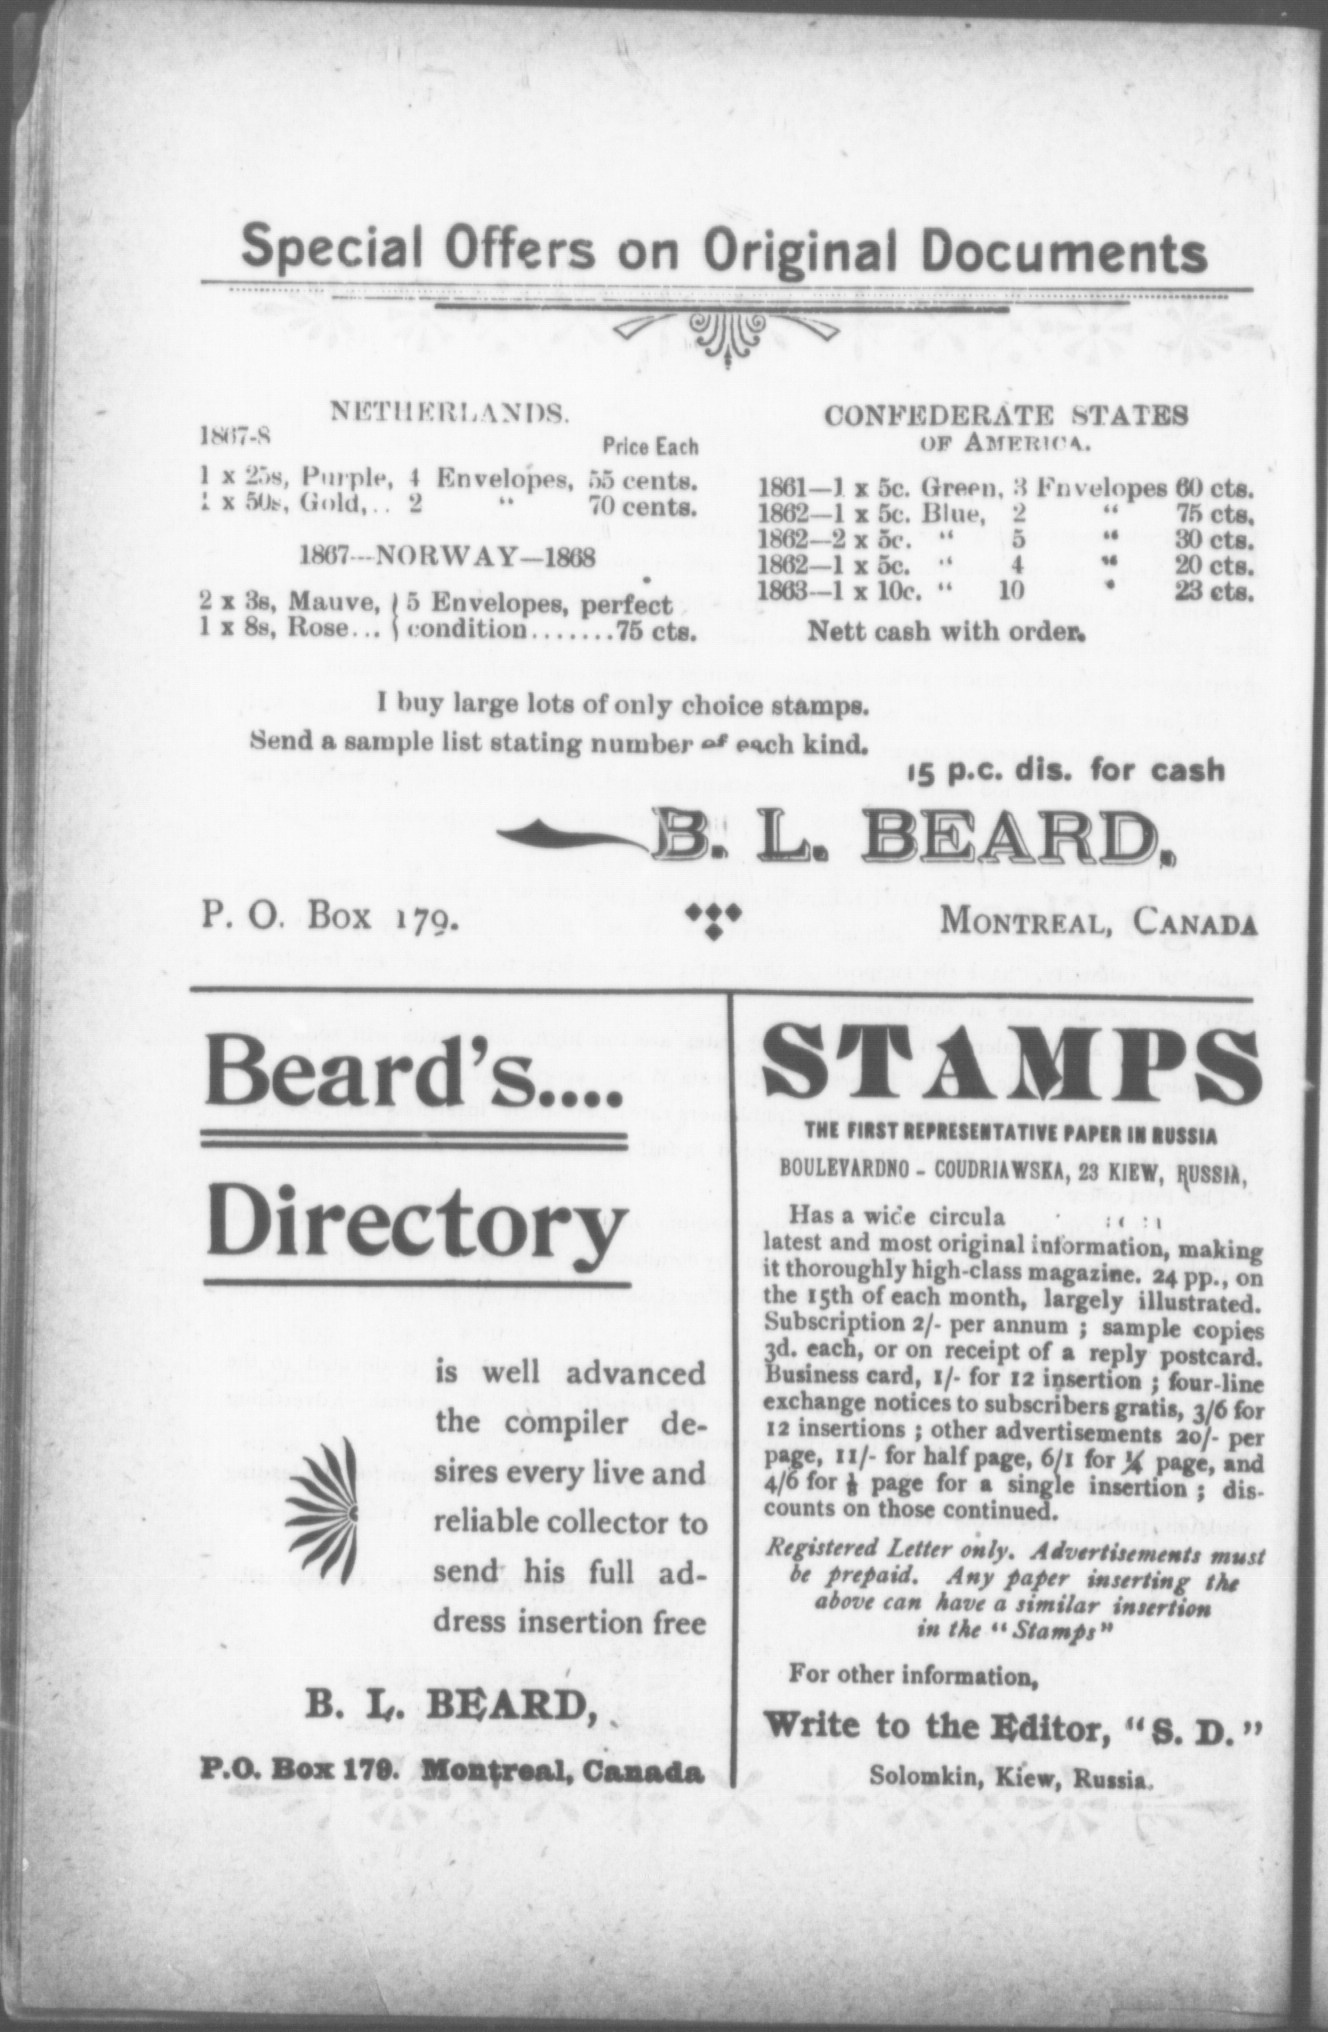 Special Offers on Original Documents
NETHERLANDS.
1867-8
Price Each
1 x 25s, Purple, 4 Envelopes, 55 cents.
1 x 50s, Gold,.. 2 “ 70 cents.
1867---NORWAY—1868
2 x 3s, Mauve, } 5 Envelopes, perfect
1 x 8s, Rose... } condition.......75 cts.
CONFEDERATE STATES
OF AMERICA.
1861—1 x 5c. Green, 3 Envelopes 60 cts.
1862—1 x 5c. Blue, 2 “ 75 cts.
1862—2 x 5c. “ 5 “ 30 cts.
1862—1 x 5c. “ 4 “ 20 cts.
1863—1 x 10c. “ 10 “ 23 cts.
Nett cash with order.
I buy large lots of only choice stamps.
Send a sample list stating number of each kind.
15 p.c. dis. for cash
B. L. BEARD.
P. O. Box 179.
MONTREAL, CANADA
Beard's....
Directory
is well advanced
the compiler de-
sires every live and
reliable collector to
send his full ad-
dress insertion free
B. L. BEARD,
P.O. Box 179. Montreal, Canada
STAMPS
THE FIRST REPRESENTATIVE PAPER IN RUSSIA
BOULEVARDNO - COUDRIAWSKA, 23 KIEW, RUSSIA,
Has a wide circula
latest and most original information, making
it thoroughly high-class magazine. 24 pp., on
the 15th of each month, largely illustrated.
Subscription 2/- per annum ; sample copies
3d. each, or on receipt of a reply postcard.
Business card, 1/- for 12 insertion ; four-line
exchange notices to subscribers gratis, 3/6 for
12 insertions ; other advertisements 20/- per
page, 11/- for half page, 6/1 for ¼ page, and
4/6 for ⅛ page for a single insertion ; dis-
counts on those continued.
Registered Letter only. Advertisements must
be prepaid. Any paper inserting the
above can have a similar insertion
in the “Stamps”
For other information,
Write to the Editor, “S. D.”
Solomkin, Kiew, Russia.